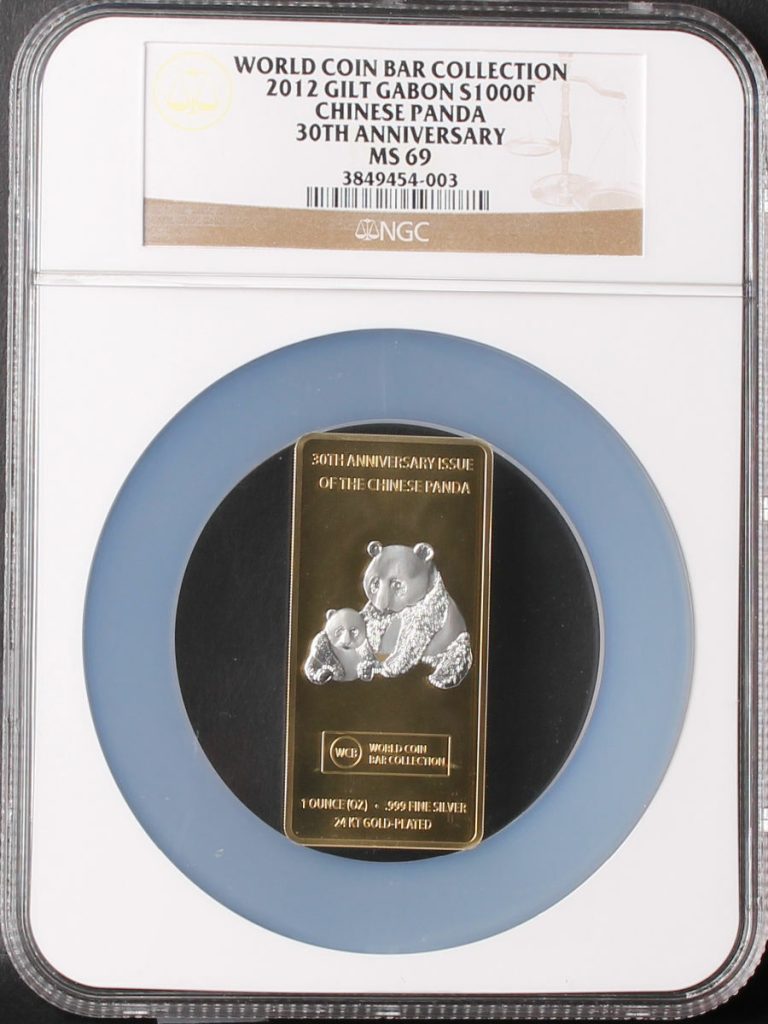 WORLD COIN BAR COLLECTION
2012 GILT GABON S1000F
CHINESE PANDA
30TH ANNIVERSARY
MS 69
3849454-003
NGC
30TH ANNIVERSARY ISSUE
OF THE CHINESE PANDA
WCB
WORLD COIN
BAR COLLECTION
1 OUNCE (OZ) • .999 FINE SILVER
24 KT GOLD-PLATED